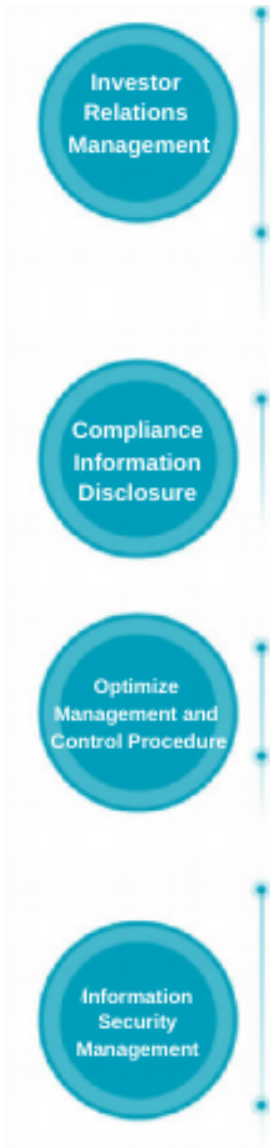 Investor
Relations
Management
Compliance
Information
Disclosure
Optimize
Management and
Control Procedure
Information
Security
Management